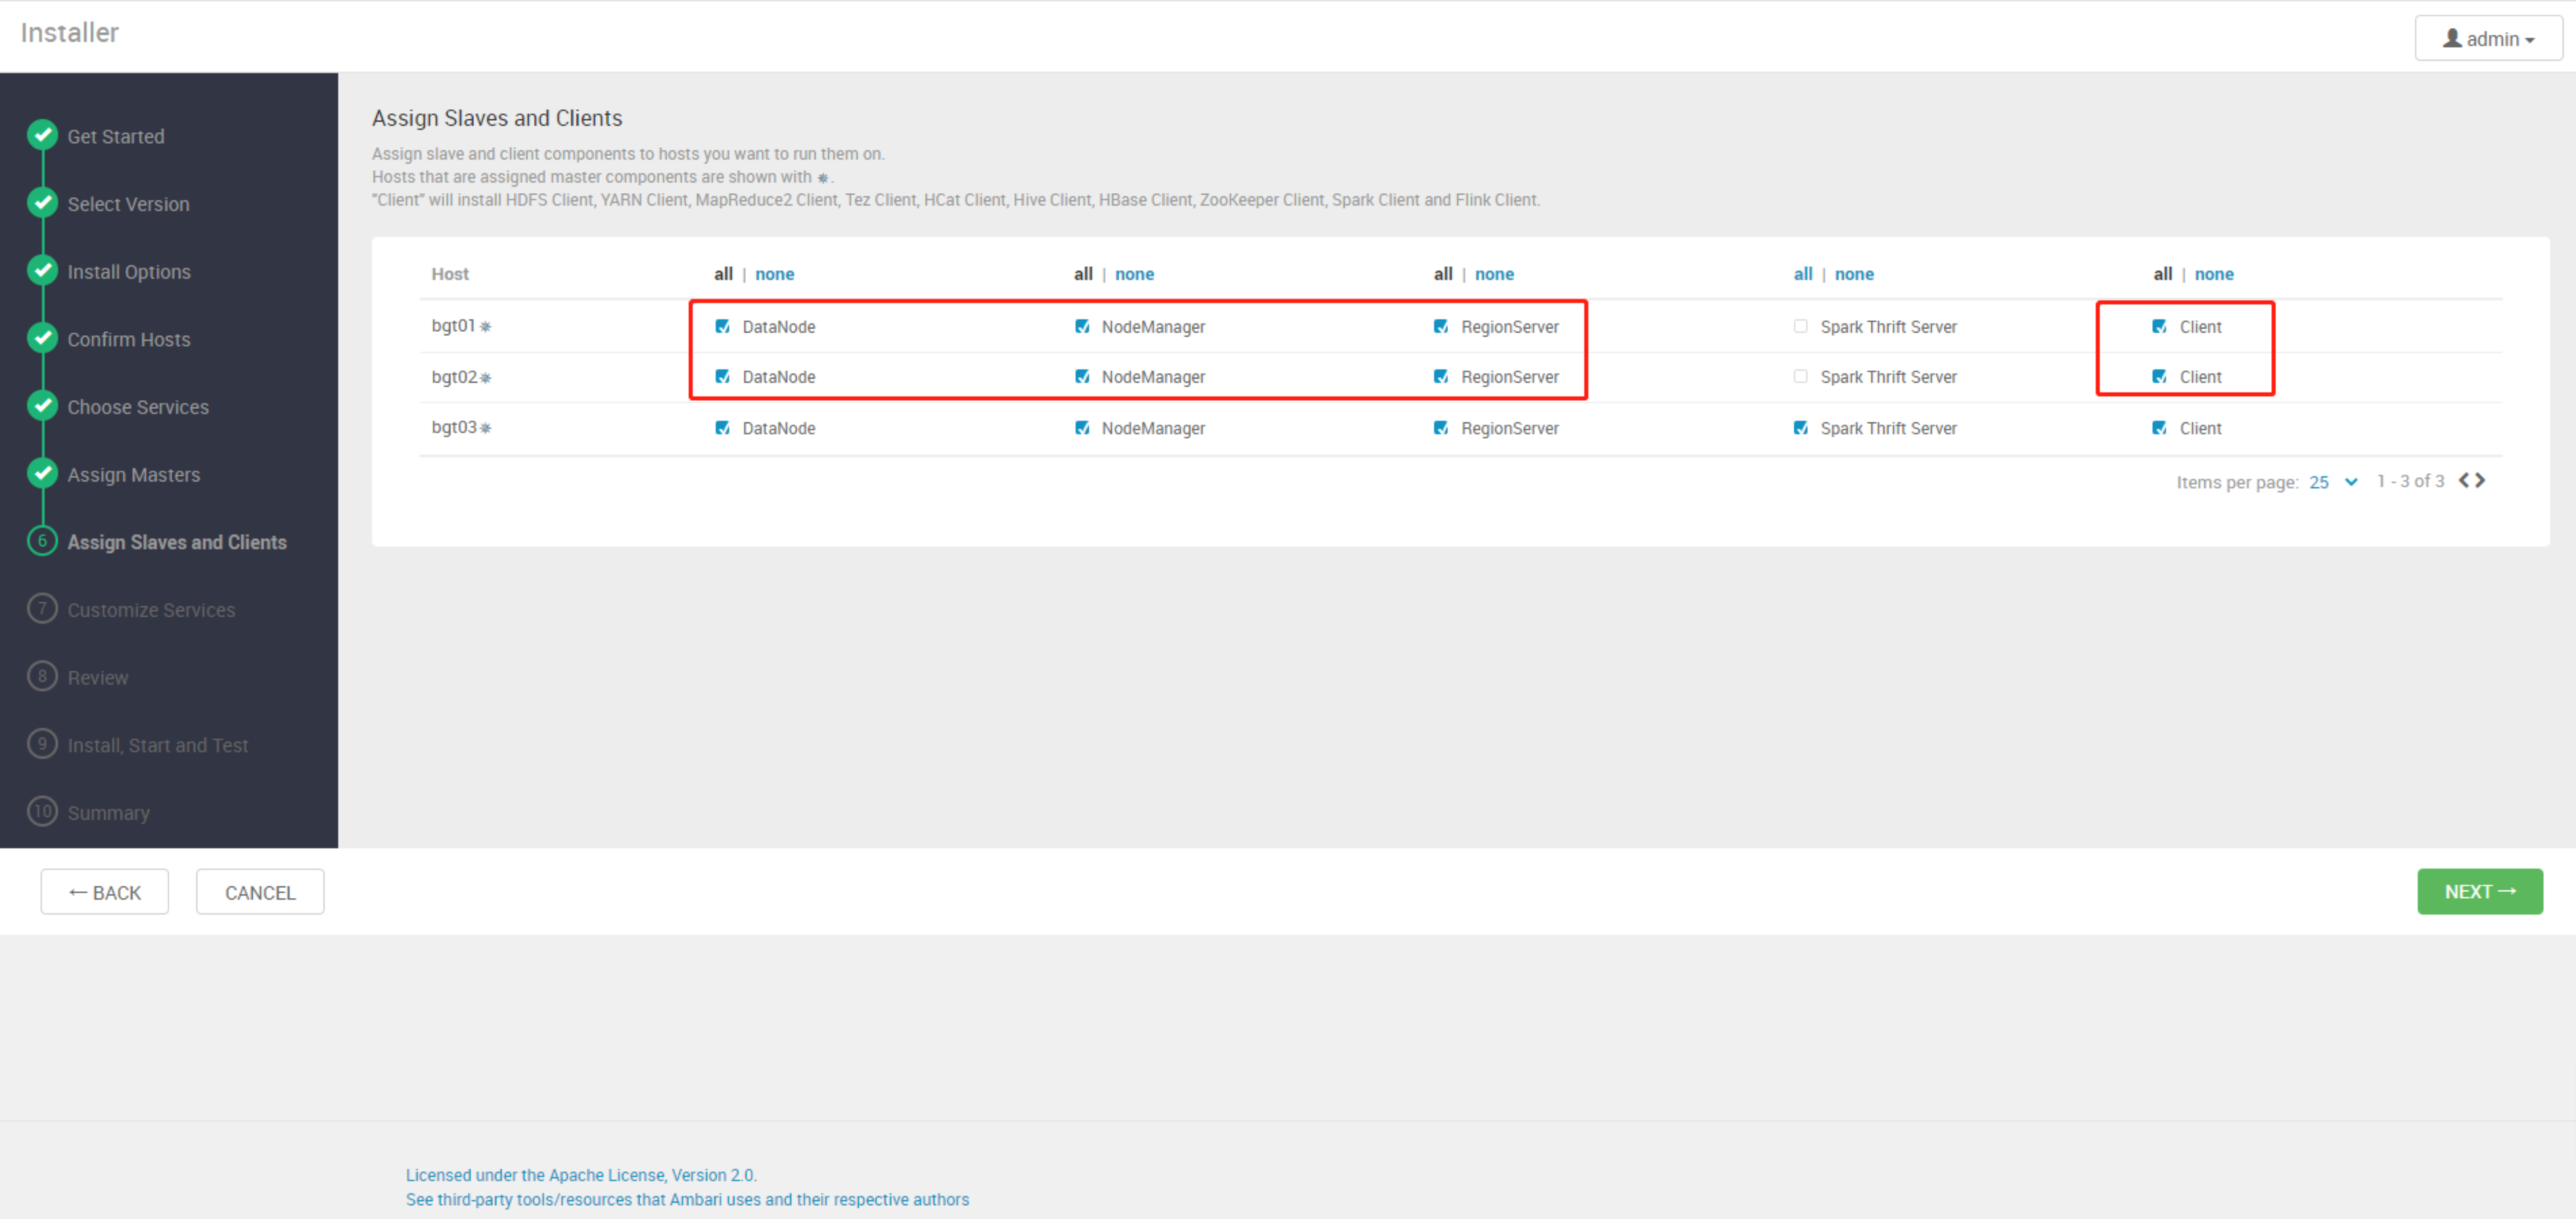 Installer
admin
Get Started
Select Version
Install Options
Confirm Hosts
Choose Services
Assign Masters
6 Assign Slaves and Clients
7 Customize Services
8 Review
9 Install, Start and Test
10 Summary
Assign Slaves and Clients
Assign slave and client components to hosts you want to run them on.
Hosts that are assigned master components are shown with ✵.
"Client" will install HDFS Client, YARN Client, MapReduce2 Client, Tez Client, HCat Client, Hive Client, HBase Client, ZooKeeper Client, Spark Client and Flink Client.
Host all | none all | none all | none all | none all | none
bgt01✵ DataNode NodeManager RegionServer Spark Thrift Server Client
bgt02✵ DataNode NodeManager RegionServer Spark Thrift Server Client
bgt03✵ DataNode NodeManager RegionServer Spark Thrift Server Client
Items per page: 25 1 - 3 of 3
← BACK CANCEL NEXT →
Licensed under the Apache License, Version 2.0.
See third-party tools/resources that Ambari uses and their respective authors